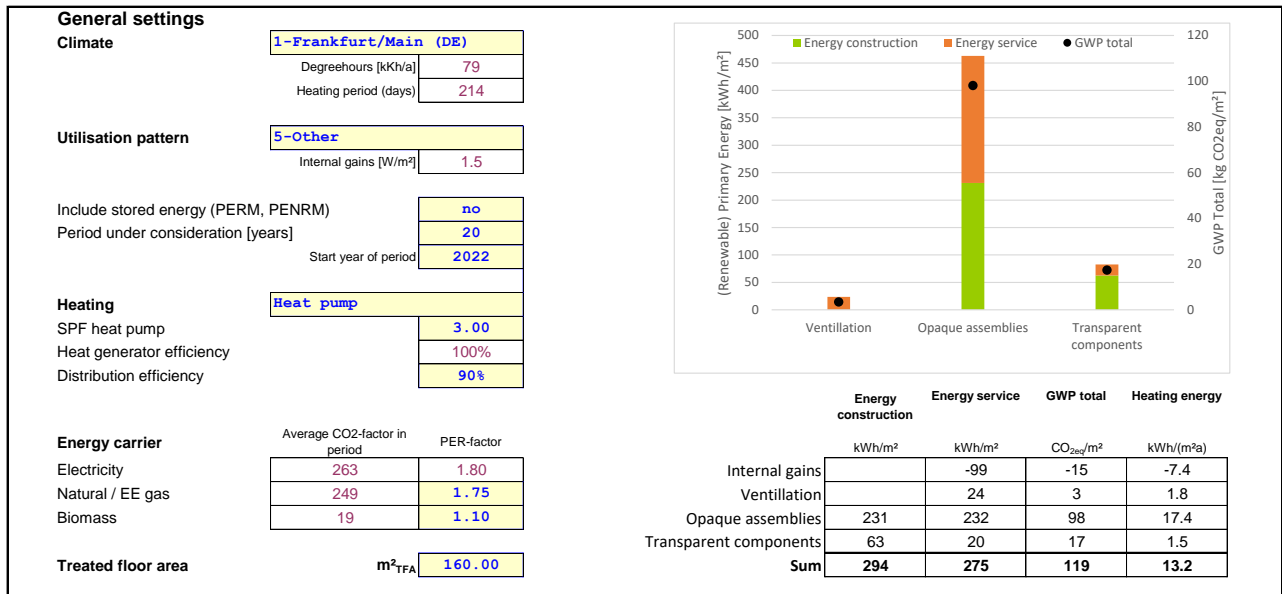 General settings
Climate
1-Frankfurt/Main (DE)
Degreehours [kKh/a] 79
Heating period (days) 214
Utilisation pattern
5-Other
Internal gains [W/m²] 1.5
Include stored energy (PERM, PENRM) no
Period under consideration [years] 20
Start year of period 2022
Heating
Heat pump
SPF heat pump 3.00
Heat generator efficiency 100%
Distribution efficiency 90%
Energy carrier Average CO2-factor in period PER-factor
Electricity 263 1.80
Natural / EE gas 249 1.75
Biomass 19 1.10
Treated floor area m²TFA 160.00
Energy construction Energy service GWP total
(Renewable) Primary Energy [kWh/m²]
500
450
400
350
300
250
200
150
100
50
0
GWP Total [kg CO2eq/m²]
120
100
80
60
40
20
0
Ventillation Opaque assemblies Transparent components
Energy construction Energy service GWP total Heating energy
kWh/m² kWh/m² CO2eq/m² kWh/(m²a)
Internal gains -99 -15 -7.4
Ventillation 24 3 1.8
Opaque assemblies 231 232 98 17.4
Transparent components 63 20 17 1.5
Sum 294 275 119 13.2